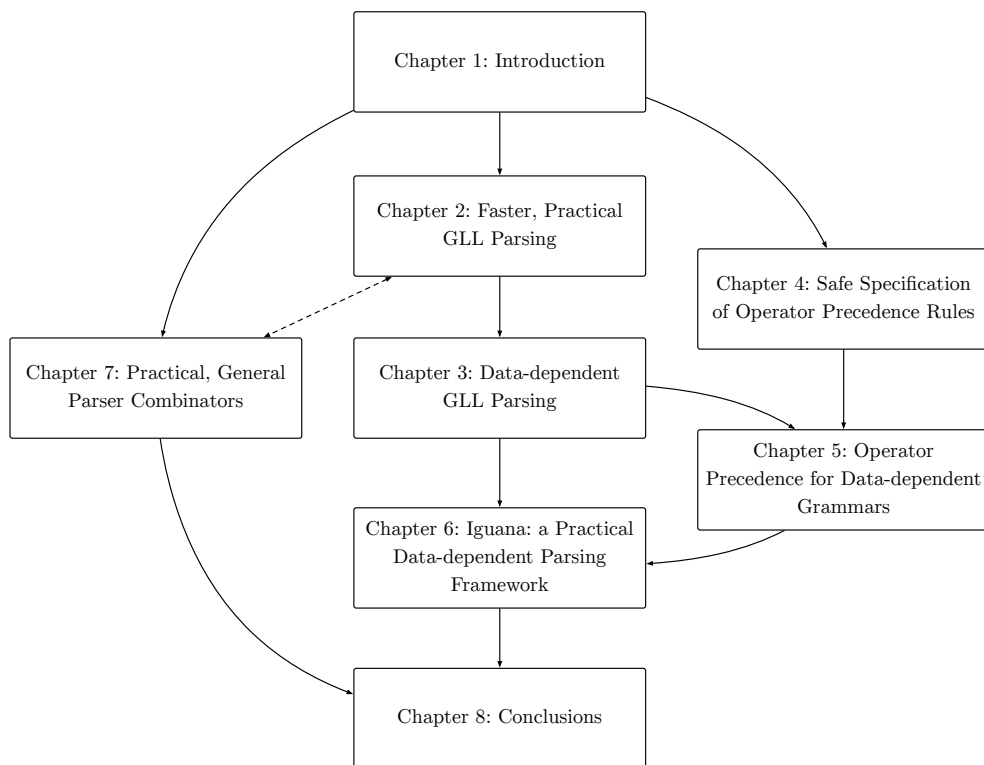 Chapter 1: Introduction
Chapter 2: Faster, Practical
GLL Parsing
Chapter 4: Safe Specification
of Operator Precedence Rules
Chapter 7: Practical, General
Parser Combinators
Chapter 3: Data-dependent
GLL Parsing
Chapter 5: Operator
Precedence for Data-dependent
Grammars
Chapter 6: Iguana: a Practical
Data-dependent Parsing
Framework
Chapter 8: Conclusions